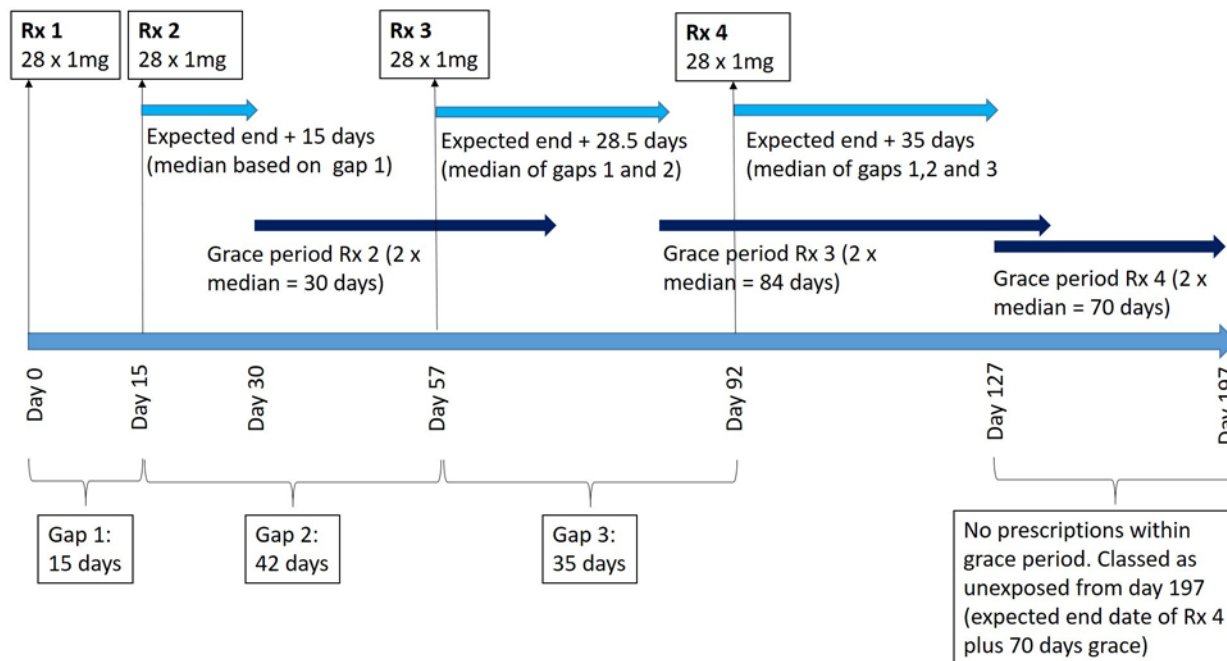 Rx 1
28 x 1mg
Rx 2
28 x 1mg
Rx 3
28 x 1mg
Rx 4
28 x 1mg
Expected end + 15 days
(median based on gap 1)
Expected end + 28.5 days
(median of gaps 1 and 2)
Expected end + 35 days
(median of gaps 1,2 and 3
Grace period Rx 2 (2 x
median = 30 days)
Grace period Rx 3 (2 x
median = 84 days)
Grace period Rx 4 (2 x
median = 70 days)
Day 0
Day 15
Day 30
Day 57
Day 92
Day 127
Day 197
Gap 1:
15 days
Gap 2:
42 days
Gap 3:
35 days
No prescriptions within
grace period. Classed as
unexposed from day 197
(expected end date of Rx 4
plus 70 days grace)